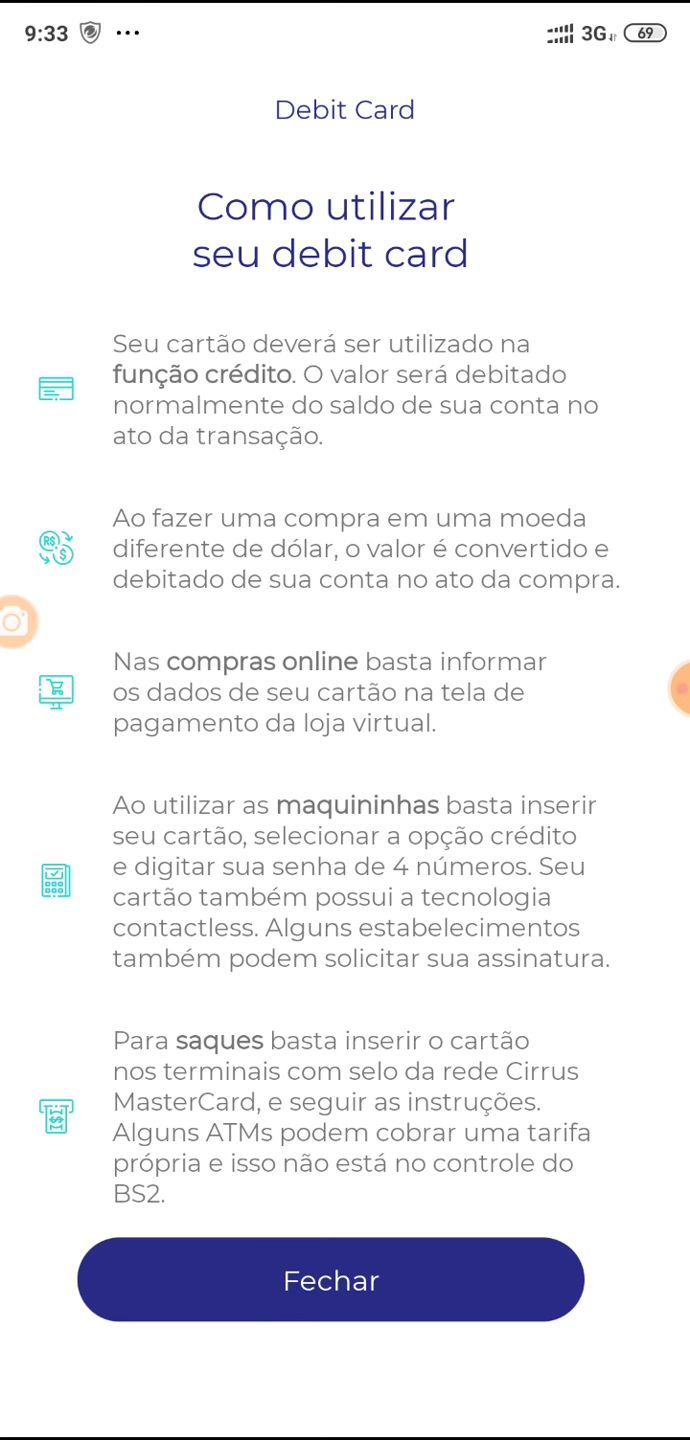 9:33
3G
69
Debit Card
Como utilizar
seu debit card
Seu cartão deverá ser utilizado na
função crédito. O valor será debitado
normalmente do saldo de sua conta no
ato da transação.
R$
$
Ao fazer uma compra em uma moeda
diferente de dólar, o valor é convertido e
debitado de sua conta no ato da compra.
Nas compras online basta informar
os dados de seu cartão na tela de
pagamento da loja virtual.
Ao utilizar as maquininhas basta inserir
seu cartão, selecionar a opção crédito
e digitar sua senha de 4 números. Seu
cartão também possui a tecnologia
contactless. Alguns estabelecimentos
também podem solicitar sua assinatura.
Para saques basta inserir o cartão
nos terminais com selo da rede Cirrus
MasterCard, e seguir as instruções.
Alguns ATMs podem cobrar uma tarifa
própria e isso não está no controle do
BS2.
Fechar